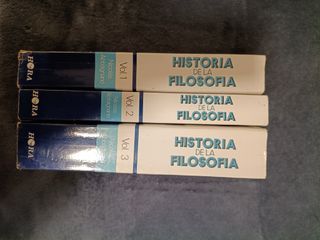 HORA
Vol. 1
HISTORIA
DE LA
FILOSOFIA
HORA
Vol. 2
HISTORIA
DE LA
FILOSOFIA
HORA
Vol. 3
HISTORIA
DE LA
FILOSOFIA